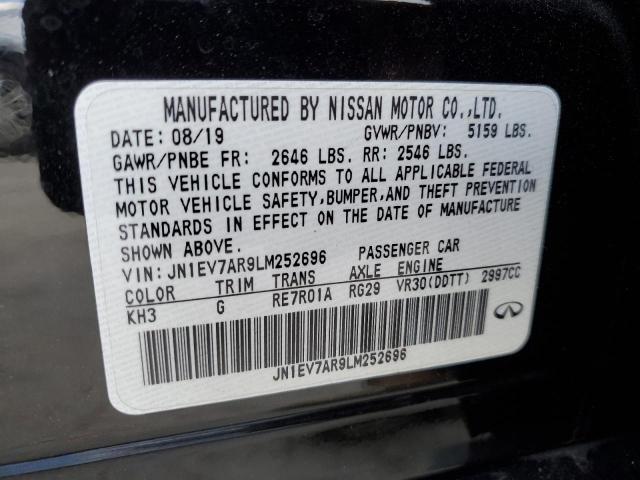 MANUFACTURED BY NISSAN MOTOR CO.,LTD.
DATE: 08/19 GVWR/PNBV: 5159 LBS.
GAWR/PNBE FR: 2646 LBS. RR: 2546 LBS.
THIS VEHICLE CONFORMS TO ALL APPLICABLE FEDERAL
MOTOR VEHICLE SAFETY,BUMPER,AND THEFT PREVENTION
STANDARDS IN EFFECT ON THE DATE OF MANUFACTURE
SHOWN ABOVE.
VIN: JN1EV7AR9LM252696 PASSENGER CAR
COLOR TRIM TRANS AXLE ENGINE
KH3 G RE7R01A RG29 VR30(DDTT) 2997CC
JN1EV7AR9LM252696